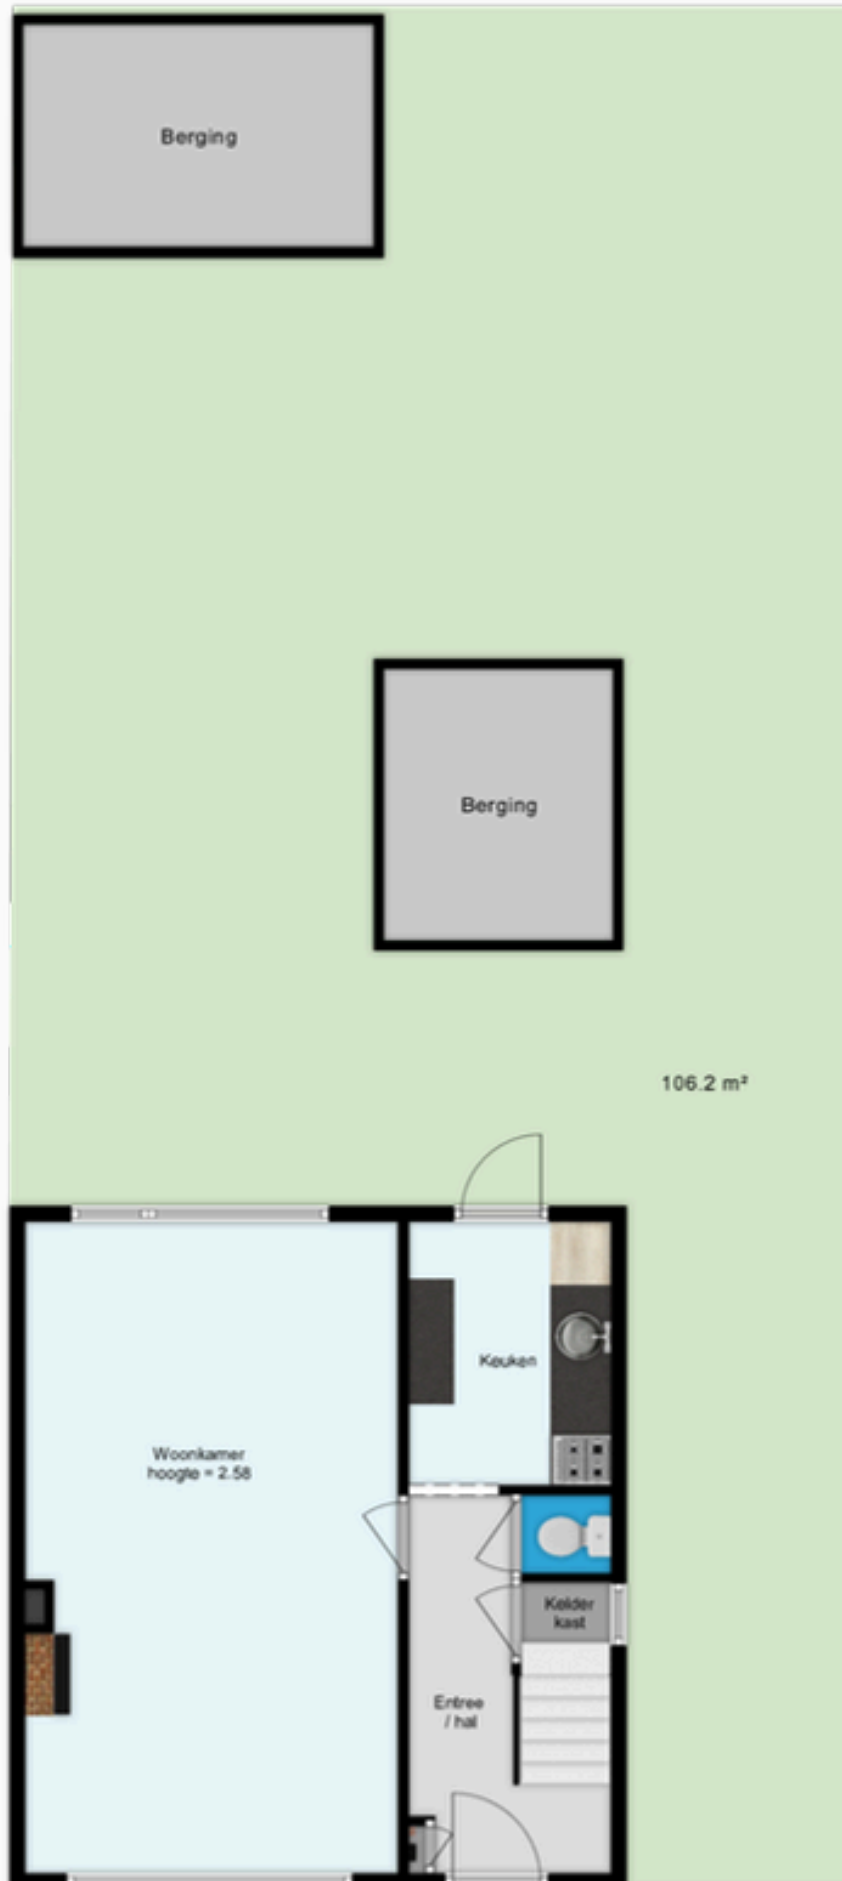 Berging
Berging
106.2 m²
Keuken
Woonkamer
hoogte = 2.58
Kelder
kast
Entree
/ hal